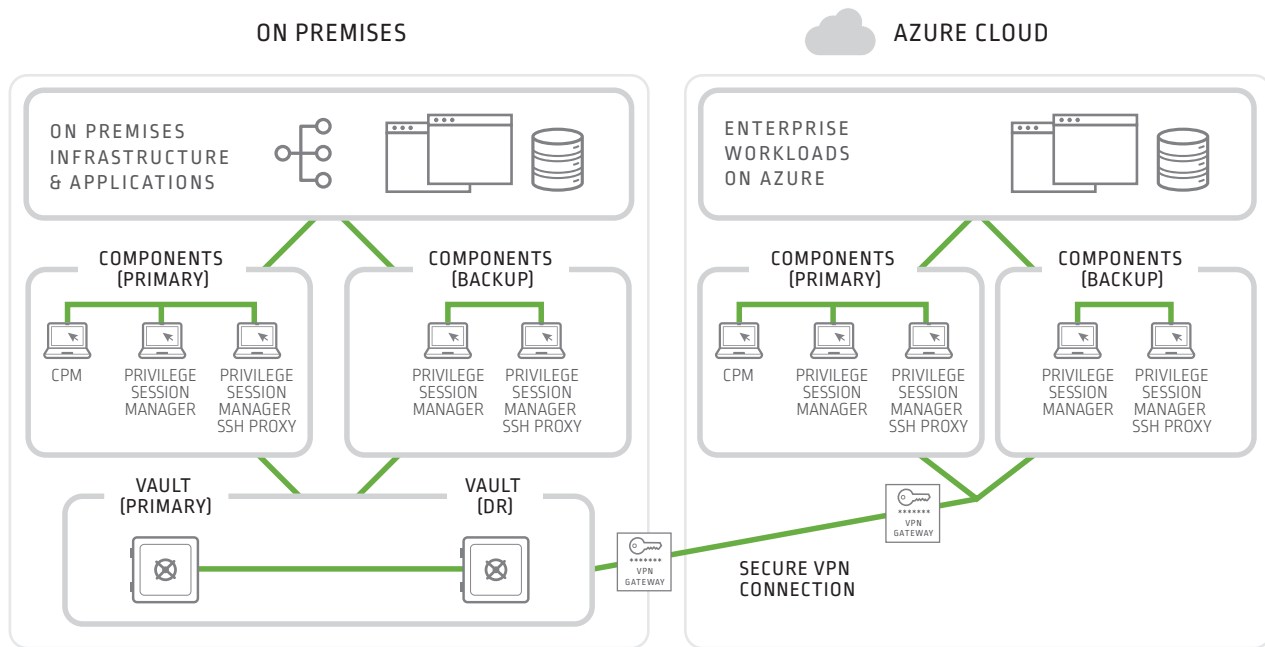 ON PREMISES
AZURE CLOUD
ON PREMISES
INFRASTRUCTURE
& APPLICATIONS
ENTERPRISE
WORKLOADS
ON AZURE
COMPONENTS
(PRIMARY)
CPM
PRIVILEGE
SESSION
MANAGER
PRIVILEGE
SESSION
MANAGER
SSH PROXY
COMPONENTS
(BACKUP)
PRIVILEGE
SESSION
MANAGER
PRIVILEGE
SESSION
MANAGER
SSH PROXY
COMPONENTS
(PRIMARY)
CPM
PRIVILEGE
SESSION
MANAGER
PRIVILEGE
SESSION
MANAGER
SSH PROXY
COMPONENTS
(BACKUP)
PRIVILEGE
SESSION
MANAGER
PRIVILEGE
SESSION
MANAGER
SSH PROXY
VAULT
(PRIMARY)
VAULT
(DR)
*******
VPN
GATEWAY
SECURE VPN
CONNECTION
*******
VPN
GATEWAY